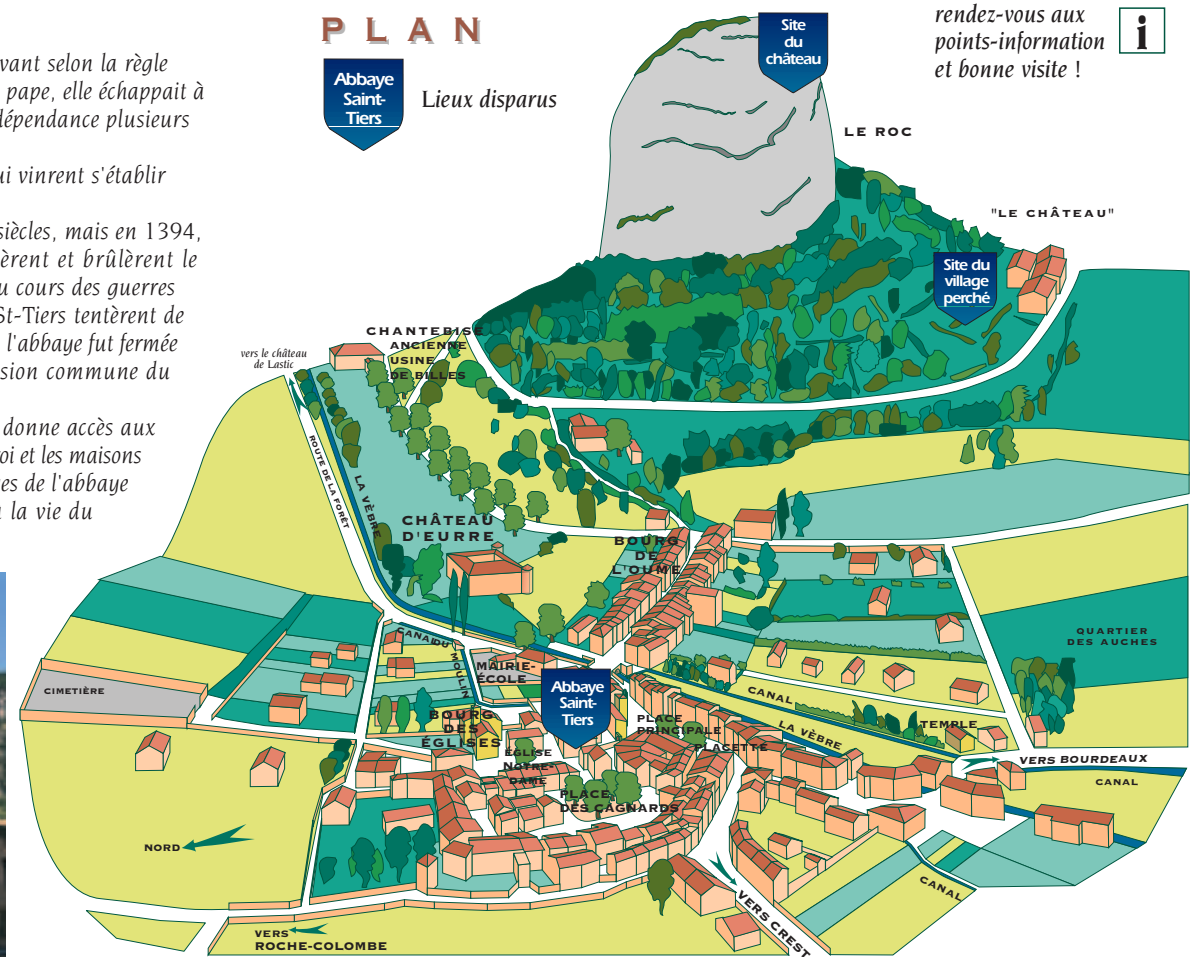 vant selon la règle
pape, elle échappait à
dépendance plusieurs
ui vinrent s'établir
siècles, mais en 1394,
èrent et brûlèrent le
u cours des guerres
St-Tiers tentèrent de
l'abbaye fut fermée
sion commune du
donne accès aux
oi et les maisons
es de l'abbaye
la vie du
PLAN
Abbaye
Saint-
Tiers
Lieux disparus
Site
du
château
rendez-vous aux
points-information
et bonne visite !
i
LE ROC
"LE CHÂTEAU"
Site du
village
perché
CHANTEBISE
ANCIENNE
USINE
DE BILLES
vers le château
de Lastic
ROUTE DE LA FORÊT
LA VÈBRE
CHÂTEAU
D'EURRE
BOURG
DE
L'OUME
QUARTIER
DES AUCHES
CANAL DU MOULIN
MAIRIE-
ÉCOLE
CIMETIÈRE
Abbaye
Saint-
Tiers
BOURG
DES
ÉGLISES
PLACE
PRINCIPALE
PLACETTE
CANAL
LA VÈBRE
TEMPLE
ÉGLISE
NOTRE-
DAME
VERS BOURDEAUX
CANAL
PLACE
DES CAGNARDS
NORD
CANAL
VERS CREST
VERS
ROCHE-COLOMBE